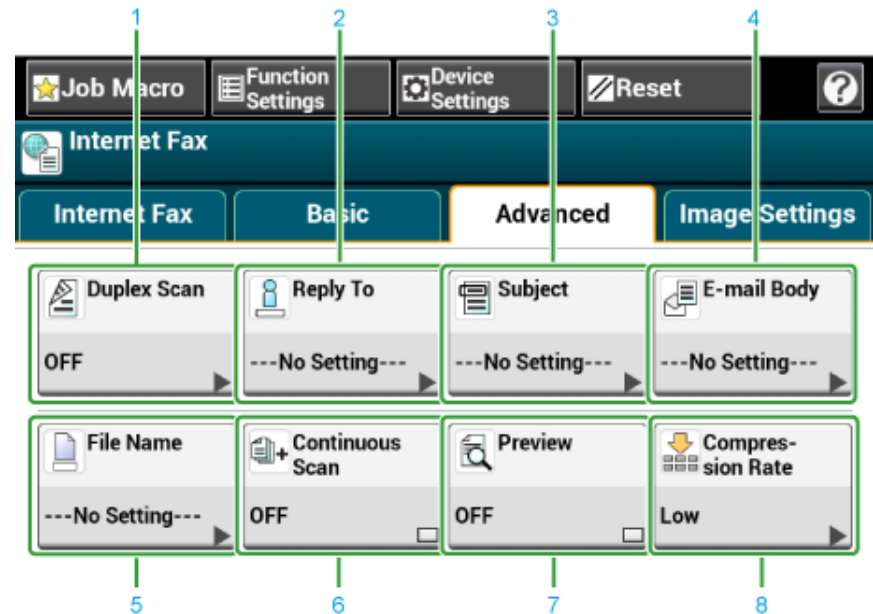 1 2 3 4
Job Macro Function Device Reset ?
Settings Settings
Internet Fax
Internet Fax Basic Advanced Image Settings
Duplex Scan Reply To Subject E-mail Body
OFF ---No Setting--- ---No Setting--- ---No Setting---
File Name Continuous Preview Compres-
Scan sion Rate
---No Setting--- OFF OFF Low
5 6 7 8